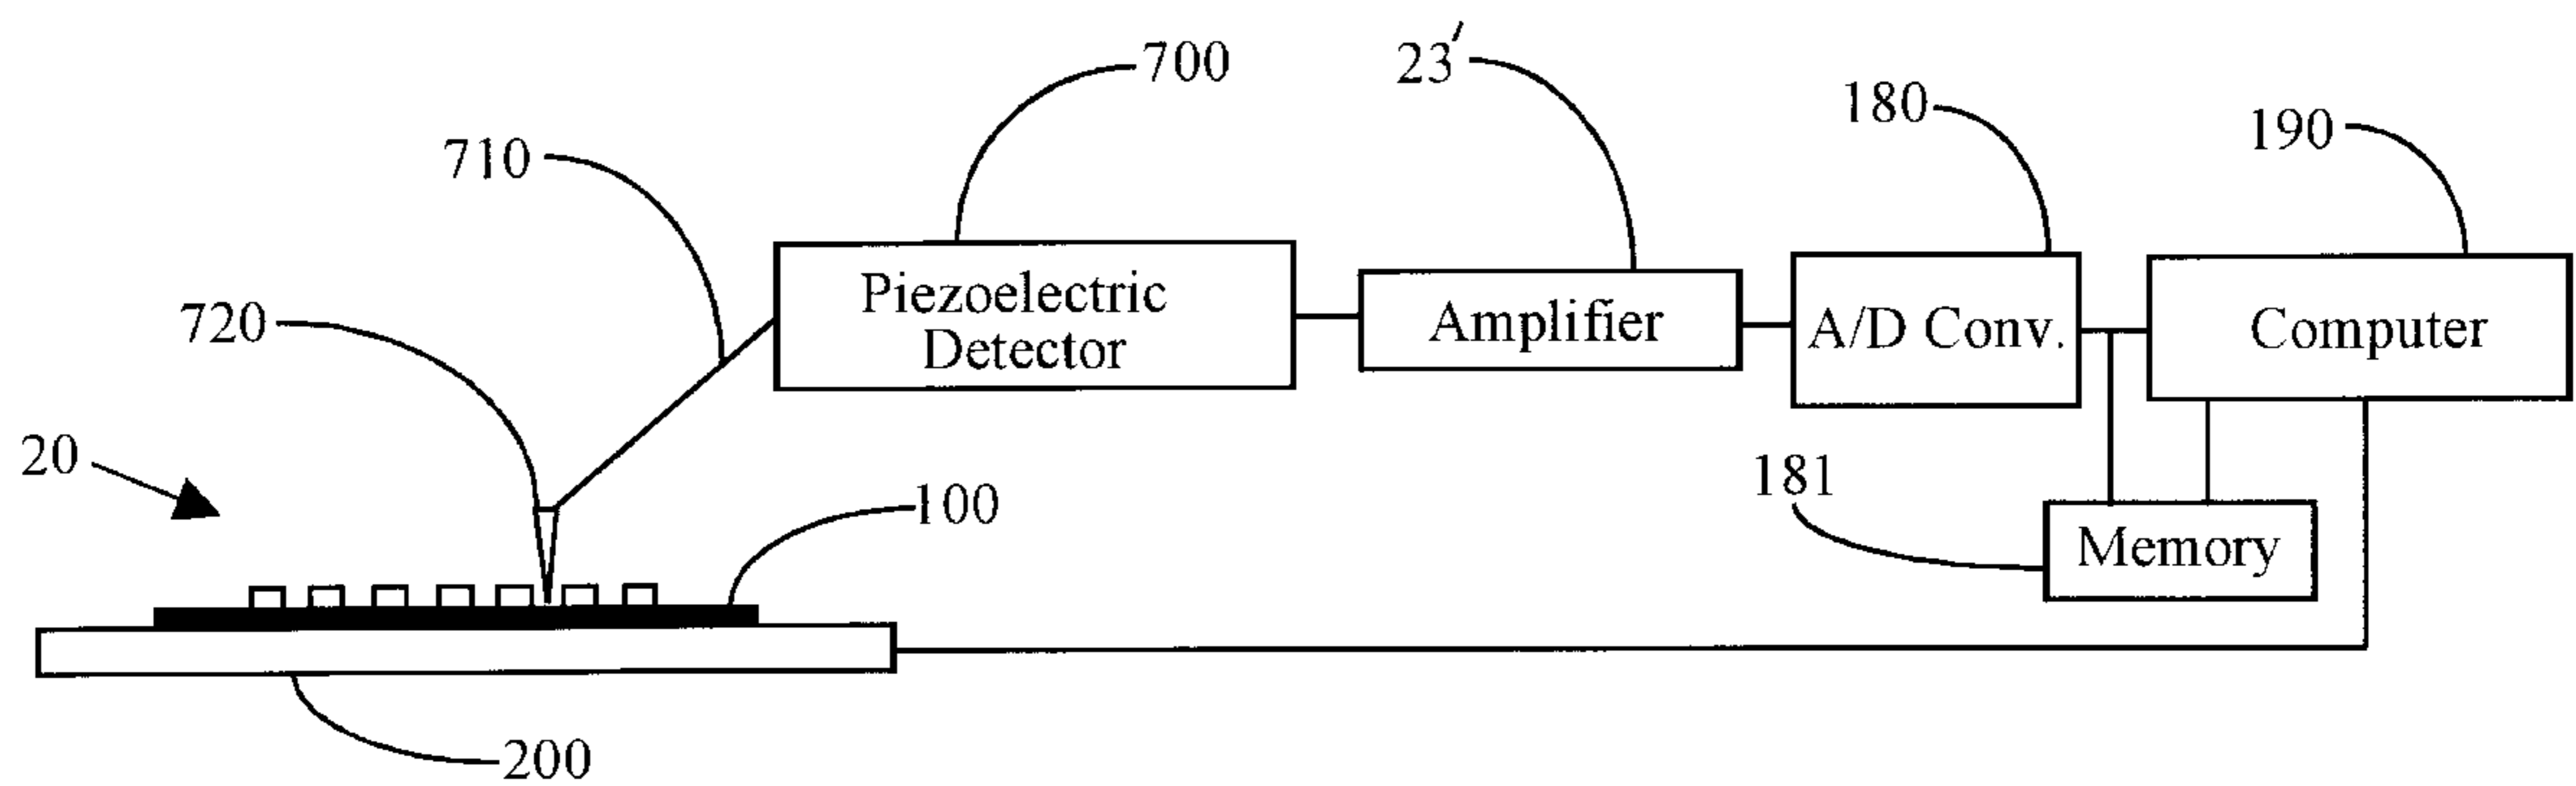 700
23′
180
190
710
720
Piezoelectric
Detector
Amplifier
A/D Conv.
Computer
20
100
181
Memory
200